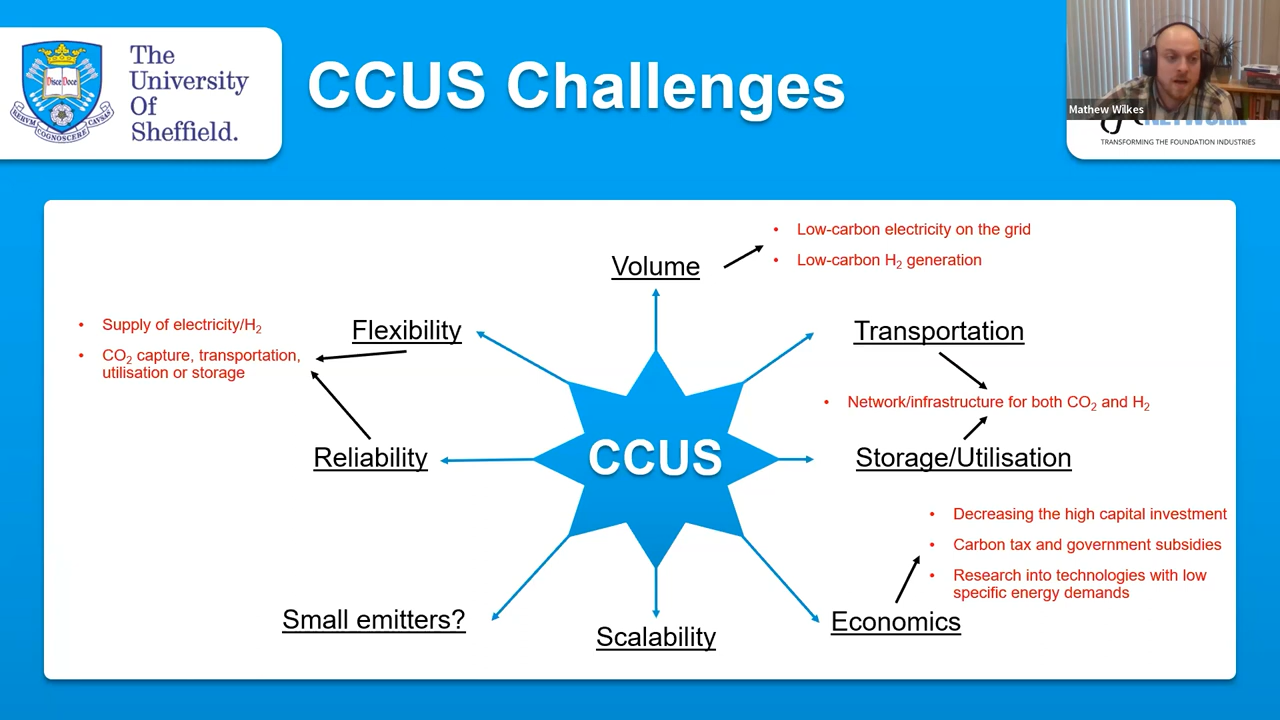 The
University
Of
Sheffield.
CCUS Challenges
Mathew Wilkes
TRANSFORMING THE FOUNDATION INDUSTRIES
Volume
• Low-carbon electricity on the grid
• Low-carbon H₂ generation
• Supply of electricity/H₂
• CO₂ capture, transportation,
utilisation or storage
Flexibility
Transportation
• Network/infrastructure for both CO₂ and H₂
Reliability
CCUS
Storage/Utilisation
• Decreasing the high capital investment
• Carbon tax and government subsidies
• Research into technologies with low
specific energy demands
Small emitters?
Scalability
Economics